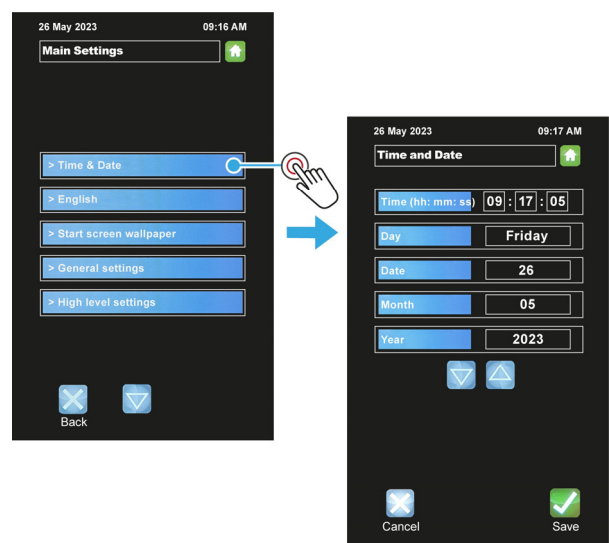 26 May 2023 09:16 AM
Main Settings
> Time & Date
> English
> Start screen wallpaper
> General settings
> High level settings
Back
26 May 2023 09:17 AM
Time and Date
Time (hh: mm: ss) 09 : 17 : 05
Day Friday
Date 26
Month 05
Year 2023
Cancel Save